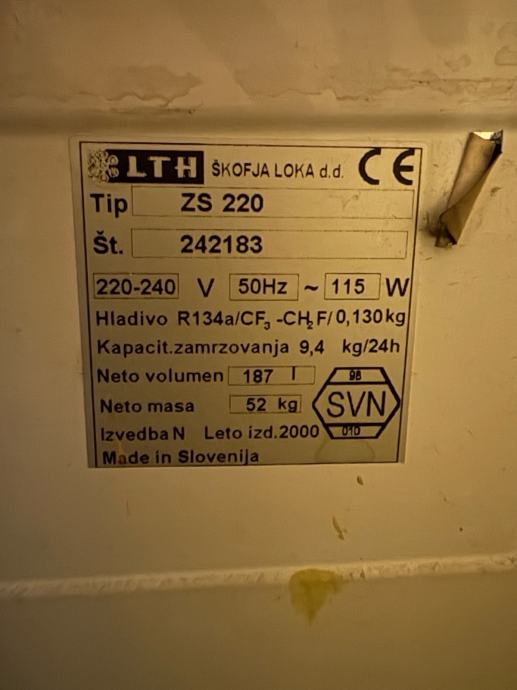 LTH ŠKOFJA LOKA d.d. CE
Tip ZS 220
Št. 242183
220-240 V 50Hz ~ 115 W
Hladivo R134a/CF₃-CH₂F/0,130kg
Kapacit.zamrzovanja 9,4 kg/24h
Neto volumen 187 l
98
Neto masa 52 kg
SVN
010
Izvedba N Leto izd.2000
Made in Slovenija